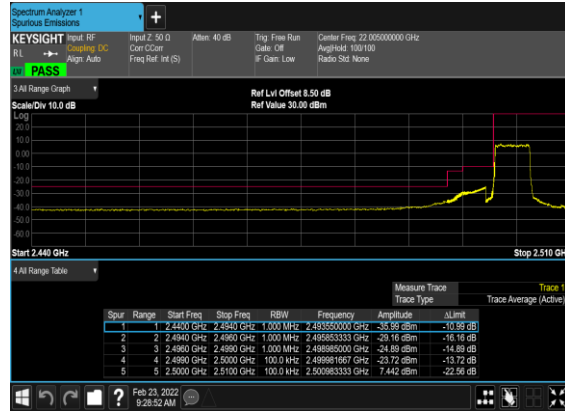 Spectrum Analyzer 1
Spurious Emissions
KEYSIGHT Input: RF Input Z: 50 Ω Atten: 40 dB Trig: Free Run Center Freq: 22.005000000 GHz
RL Coupling: DC Corr CCorr Gate: Off Avg|Hold: 100/100
Align: Auto Freq Ref: Int (S) IF Gain: Low Radio Std: None
LW PASS
3 All Range Graph
Ref Lvl Offset 8.50 dB
Scale/Div 10.0 dB Ref Value 30.00 dBm
Log
20.0
10.0
0.00
-10.0
-20.0
-30.0
-40.0
-50.0
-60.0
Start 2.440 GHz Stop 2.510 GH
4 All Range Table
Measure Trace Trace 1
Trace Type Trace Average (Active)
Spur Range Start Freq Stop Freq RBW Frequency Amplitude ΔLimit
1 1 2.4400 GHz 2.4940 GHz 1.000 MHz 2.493550000 GHz -35.99 dBm -10.99 dB
2 2 2.4940 GHz 2.4960 GHz 1.000 MHz 2.495853333 GHz -29.16 dBm -16.16 dB
3 3 2.4960 GHz 2.4990 GHz 1.000 MHz 2.498985000 GHz -24.89 dBm -14.89 dB
4 4 2.4990 GHz 2.5000 GHz 100.0 kHz 2.499981667 GHz -23.72 dBm -13.72 dB
5 5 2.5000 GHz 2.5100 GHz 100.0 kHz 2.500983333 GHz 7.442 dBm -22.56 dB
? Feb 23, 2022
9:28:52 AM